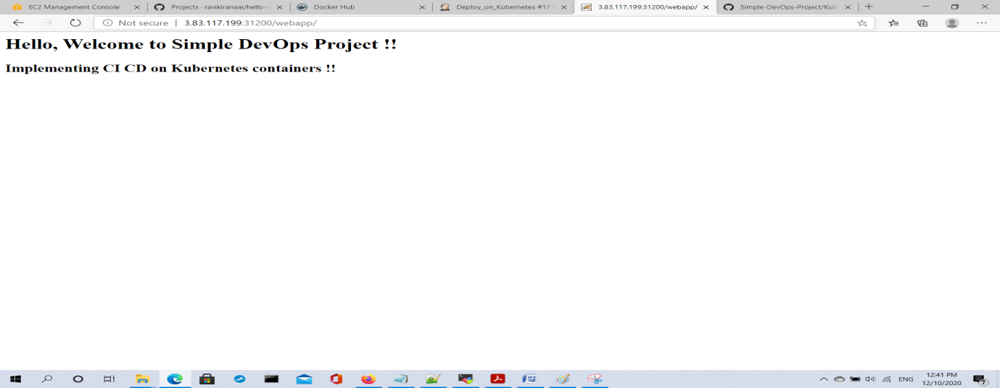 EC2 Management Console
Projects · ravikiranaie/hello-w
Docker Hub
Deploy_on_Kubernetes #17
3.83.117.199:31200/webapp/
Simple-DevOps-Project/Kube
Not secure | 3.83.117.199:31200/webapp/
Hello, Welcome to Simple DevOps Project !!
Implementing CI CD on Kubernetes containers !!
ENG
12:41 PM
12/10/2020
7